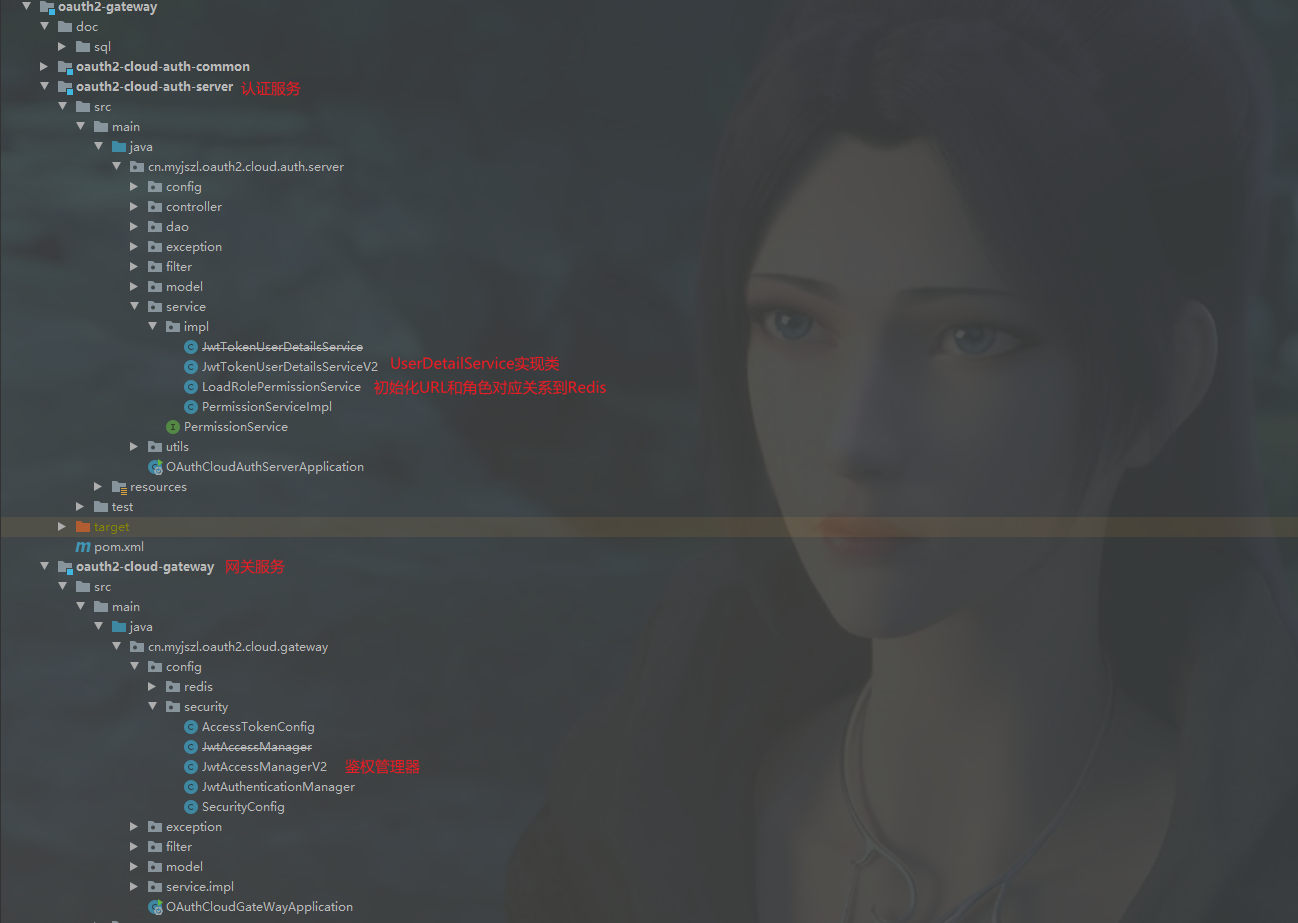 oauth2-gateway
doc
sql
oauth2-cloud-auth-common
oauth2-cloud-auth-server 认证服务
src
main
java
cn.myjszl.oauth2.cloud.auth.server
config
controller
dao
exception
filter
model
service
impl
JwtTokenUserDetailsService
JwtTokenUserDetailsServiceV2 UserDetailService实现类
LoadRolePermissionService 初始化URL和角色对应关系到Redis
PermissionServiceImpl
PermissionService
utils
OAuthCloudAuthServerApplication
resources
test
target
pom.xml
oauth2-cloud-gateway 网关服务
src
main
java
cn.myjszl.oauth2.cloud.gateway
config
redis
security
AccessTokenConfig
JwtAccessManager
JwtAccessManagerV2 鉴权管理器
JwtAuthenticationManager
SecurityConfig
exception
filter
model
service.impl
OAuthCloudGateWayApplication